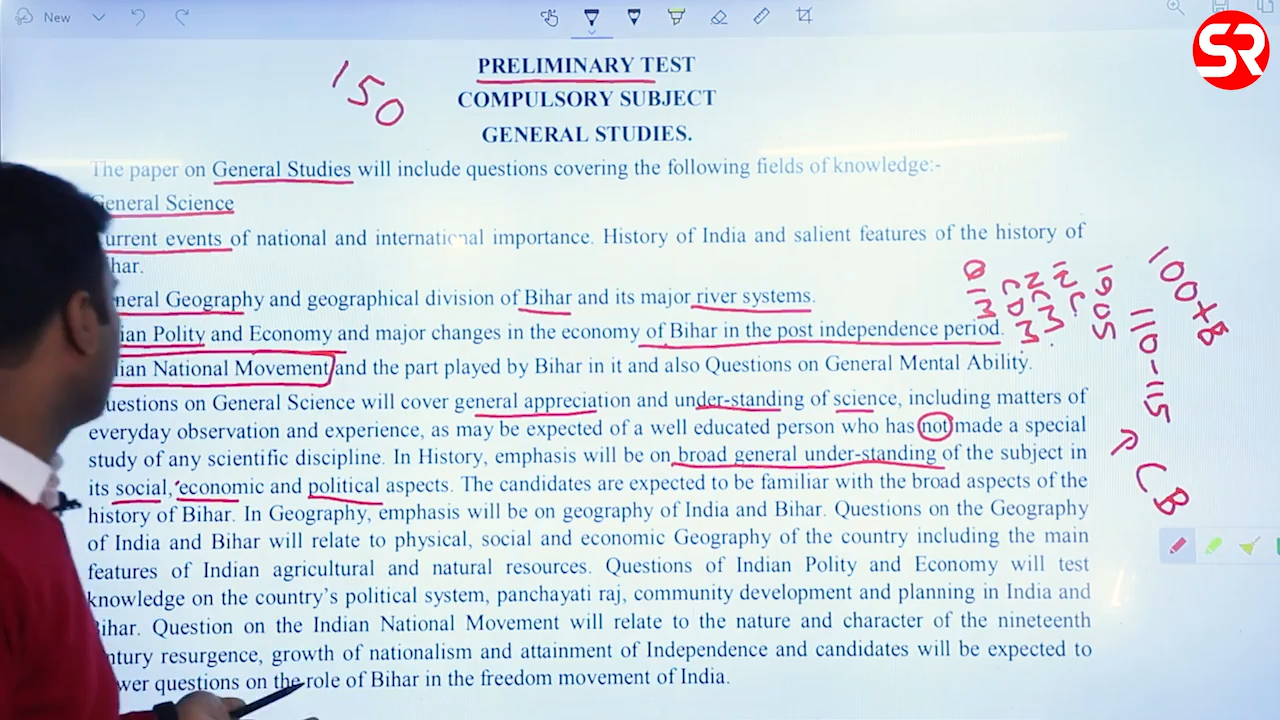 New
SR
PRELIMINARY TEST
150
COMPULSORY SUBJECT
GENERAL STUDIES.
The paper on General Studies will include questions covering the following fields of knowledge:-
General Science
urrent events of national and international importance. History of India and salient features of the history of
har.
neral Geography and geographical division of Bihar and its major river systems.
ian Polity and Economy and major changes in the economy of Bihar in the post independence period.
ian National Movement and the part played by Bihar in it and also Questions on General Mental Ability.
uestions on General Science will cover general appreciation and under-standing of science, including matters of
everyday observation and experience, as may be expected of a well educated person who has not made a special
study of any scientific discipline. In History, emphasis will be on broad general under-standing of the subject in
its social, economic and political aspects. The candidates are expected to be familiar with the broad aspects of the
history of Bihar. In Geography, emphasis will be on geography of India and Bihar. Questions on the Geography
of India and Bihar will relate to physical, social and economic Geography of the country including the main
features of Indian agricultural and natural resources. Questions of Indian Polity and Economy will test
knowledge on the country's political system, panchayati raj, community development and planning in India and
ihar. Question on the Indian National Movement will relate to the nature and character of the nineteenth
ntury resurgence, growth of nationalism and attainment of Independence and candidates will be expected to
wer questions on the role of Bihar in the freedom movement of India.
1905
INC
NCM
CDM
QIM
100+8
110-115
CB